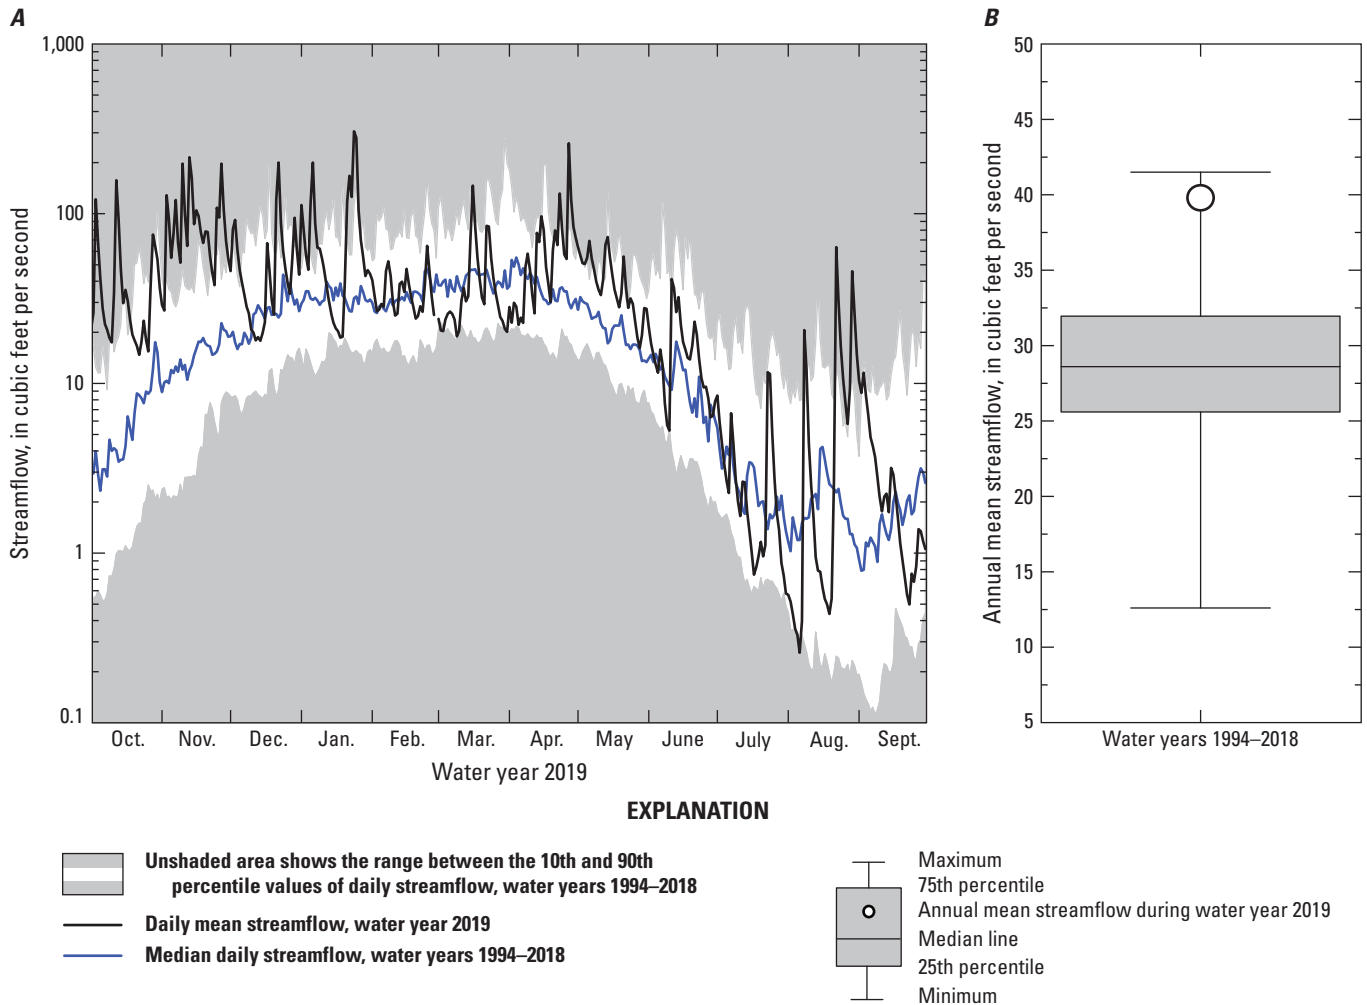 A
B
Streamflow, in cubic feet per second
1,000
100
10
1
0.1
Oct.
Nov.
Dec.
Jan.
Feb.
Mar.
Apr.
May
June
July
Aug.
Sept.
Water year 2019
Annual mean streamflow, in cubic feet per second
50
45
40
35
30
25
20
15
10
5
Water years 1994–2018
EXPLANATION
Unshaded area shows the range between the 10th and 90th
percentile values of daily streamflow, water years 1994–2018
Daily mean streamflow, water year 2019
Median daily streamflow, water years 1994–2018
Maximum
75th percentile
Annual mean streamflow during water year 2019
Median line
25th percentile
Minimum